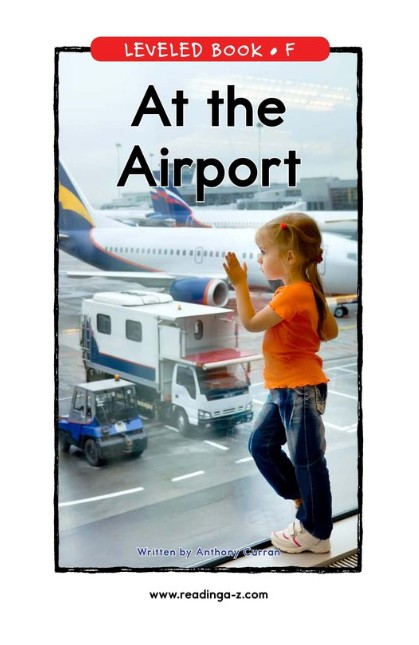 LEVELED BOOK • F
At the
Airport
Written by Anthony Curran
www.readinga-z.com